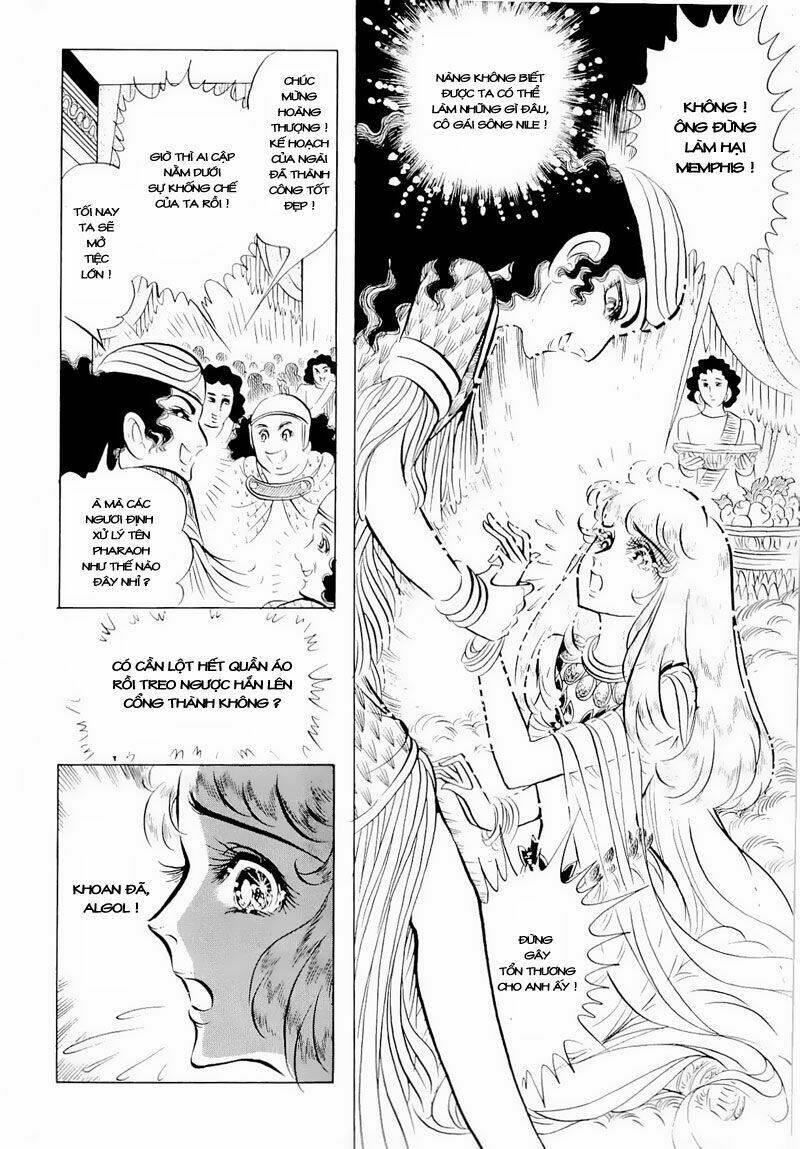 CHÚC
MỪNG
HOÀNG
THƯỢNG !
KẾ HOẠCH
CỦA NGÀI
ĐÃ THÀNH
CÔNG TỐT
ĐẸP !
GIỜ THÌ AI CẬP
NẰM DƯỚI
SỰ KHỐNG CHẾ
CỦA TA RỒI !
TỐI NAY
TA SẼ
MỞ
TIỆC
LỚN !
À MÀ CÁC
NGƯƠI ĐỊNH
XỬ LÝ TÊN
PHARAOH
NHƯ THẾ NÀO
ĐÂY NHỈ ?
CÓ CẦN LỘT HẾT QUẦN ÁO
RỒI TREO NGƯỢC HẮN LÊN
CỔNG THÀNH KHÔNG ?
KHOAN ĐÃ,
ALGOL !
KHÔNG !
ÔNG ĐỪNG
LÀM HẠI
MEMPHIS !
NÀNG KHÔNG BIẾT
ĐƯỢC TA CÓ THỂ
LÀM NHỮNG GÌ ĐÂU,
CÔ GÁI SÔNG NILE !
ĐỪNG
GÂY
TỔN THƯƠNG
CHO ANH ẤY !